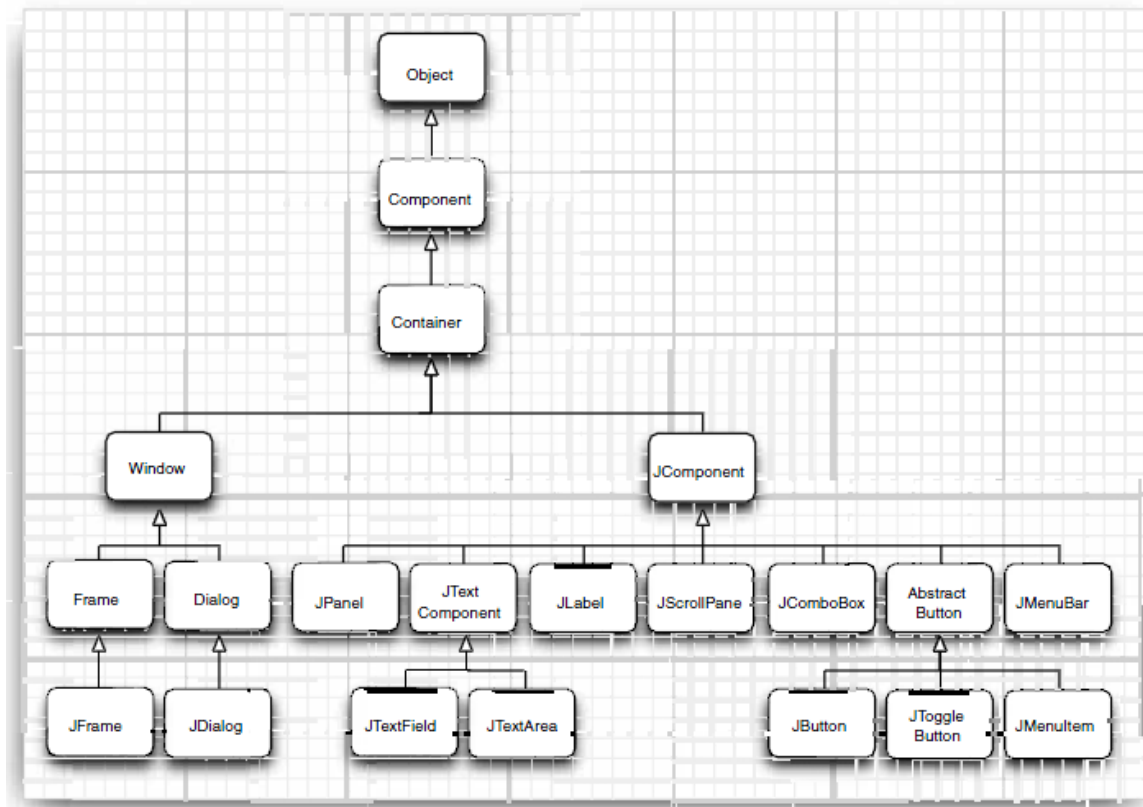 Object
Component
Container
Window
JComponent
Frame
Dialog
JPanel
JText
Component
JLabel
JScrollPane
JComboBox
Abstract
Button
JMenuBar
JFrame
JDialog
JTextField
JTextArea
JButton
JToggle
Button
JMenuItem